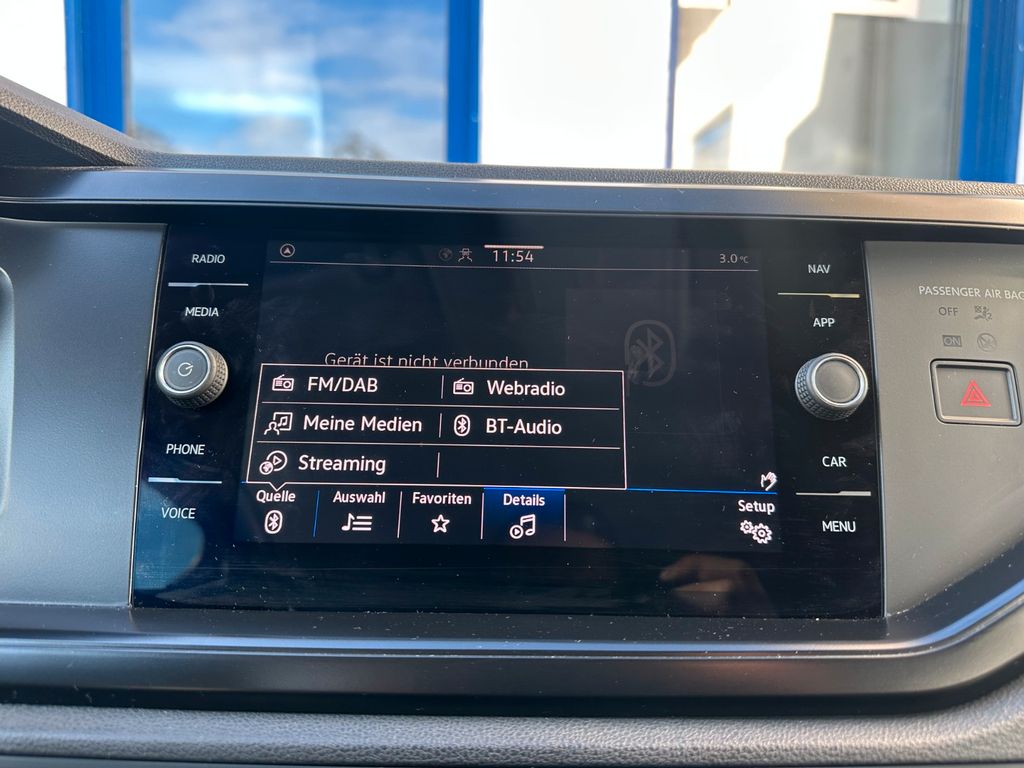 RADIO
MEDIA
PHONE
VOICE
11:54
3.0°C
Gerät ist nicht verbunden
FM/DAB
Webradio
Meine Medien
BT-Audio
Streaming
Quelle
Auswahl
Favoriten
Details
Setup
NAV
APP
CAR
MENU
PASSENGER AIR BAG
OFF
ON